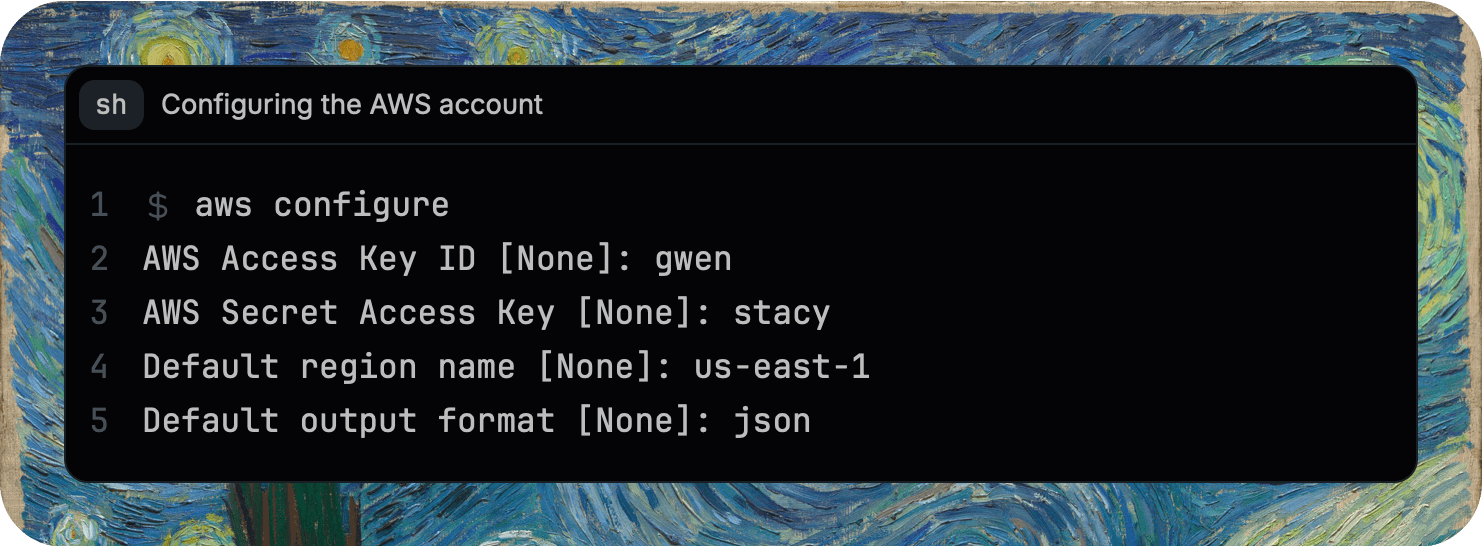 sh Configuring the AWS account
1 $ aws configure
2 AWS Access Key ID [None]: gwen
3 AWS Secret Access Key [None]: stacy
4 Default region name [None]: us-east-1
5 Default output format [None]: json